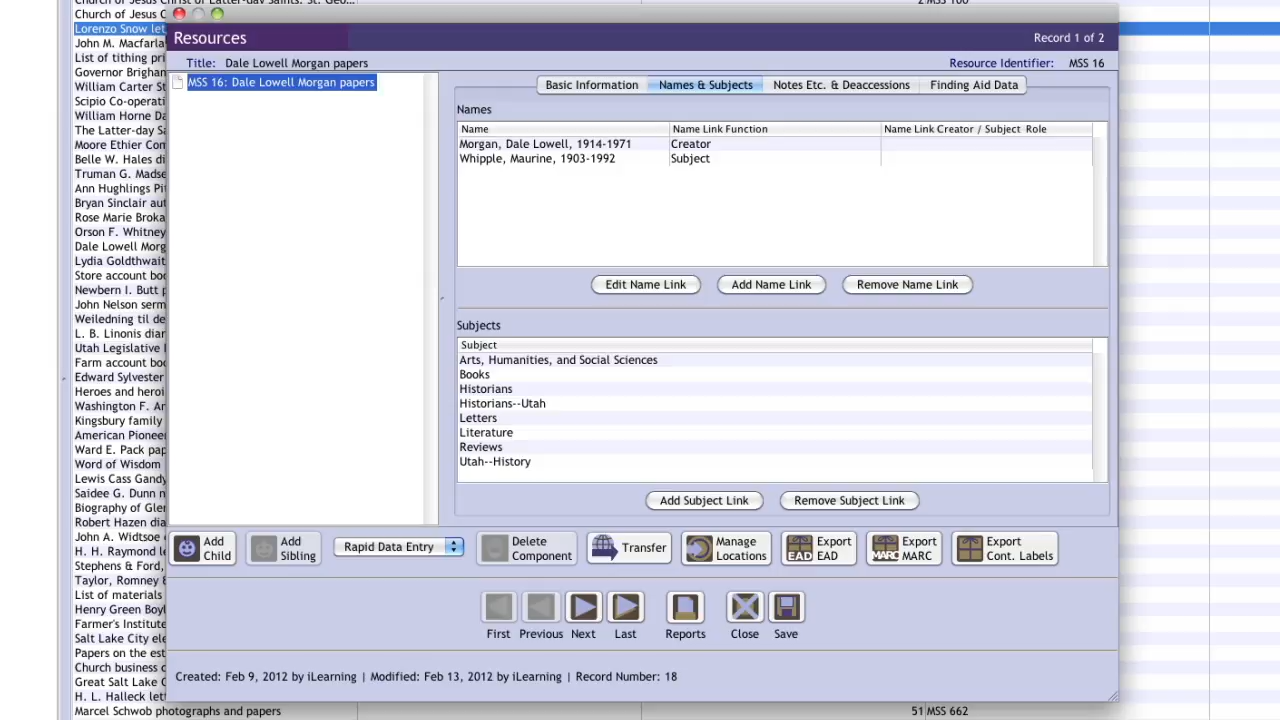 Church of Jesus Christ of Latter-day Saints. St. Geo...
2 MSS 100
Church of Jesus C
Lorenzo Snow let
John M. Macfarla
List of tithing pri
Governor Brighan
William Carter St
Scipio Co-operati
William Horne Da
The Latter-day Sa
Moore Ethier Com
Belle W. Hales di
Truman G. Madse
Ann Hughlings Pit
Bryan Sinclair aut
Rose Marie Broka
Orson F. Whitney
Dale Lowell Morg
Lydia Goldthwait
Store account boo
Newbern I. Butt p
John Nelson serm
Weiledning til de
L. B. Linonis diar
Utah Legislative I
Farm account boo
Edward Sylvester
Heroes and heroi
Washington F. An
Kingsbury family
American Pioneer
Ward E. Pack pap
Word of Wisdom
Lewis Cass Gandy
Saidee G. Dunn n
Biography of Gler
Robert Hazen dia
John A. Widtsoe
H. H. Raymond le
Stephens & Ford,
Taylor, Romney &
List of materials
Henry Green Boyl
Farmer's Institute
Salt Lake City ele
Papers on the est
Church business c
Great Salt Lake C
H. L. Halleck lett
Marcel Schwob photographs and papers
51 MSS 662
Resources
Record 1 of 2
Title: Dale Lowell Morgan papers
Resource Identifier: MSS 16
MSS 16: Dale Lowell Morgan papers
Basic Information
Names & Subjects
Notes Etc. & Deaccessions
Finding Aid Data
Names
Name
Name Link Function
Name Link Creator / Subject Role
Morgan, Dale Lowell, 1914-1971
Creator
Whipple, Maurine, 1903-1992
Subject
Edit Name Link
Add Name Link
Remove Name Link
Subjects
Subject
Arts, Humanities, and Social Sciences
Books
Historians
Historians--Utah
Letters
Literature
Reviews
Utah--History
Add Subject Link
Remove Subject Link
Add Child
Add Sibling
Rapid Data Entry
Delete Component
Transfer
Manage Locations
EAD
Export EAD
MARC
Export MARC
Export Cont. Labels
First
Previous
Next
Last
Reports
Close
Save
Created: Feb 9, 2012 by iLearning | Modified: Feb 13, 2012 by iLearning | Record Number: 18